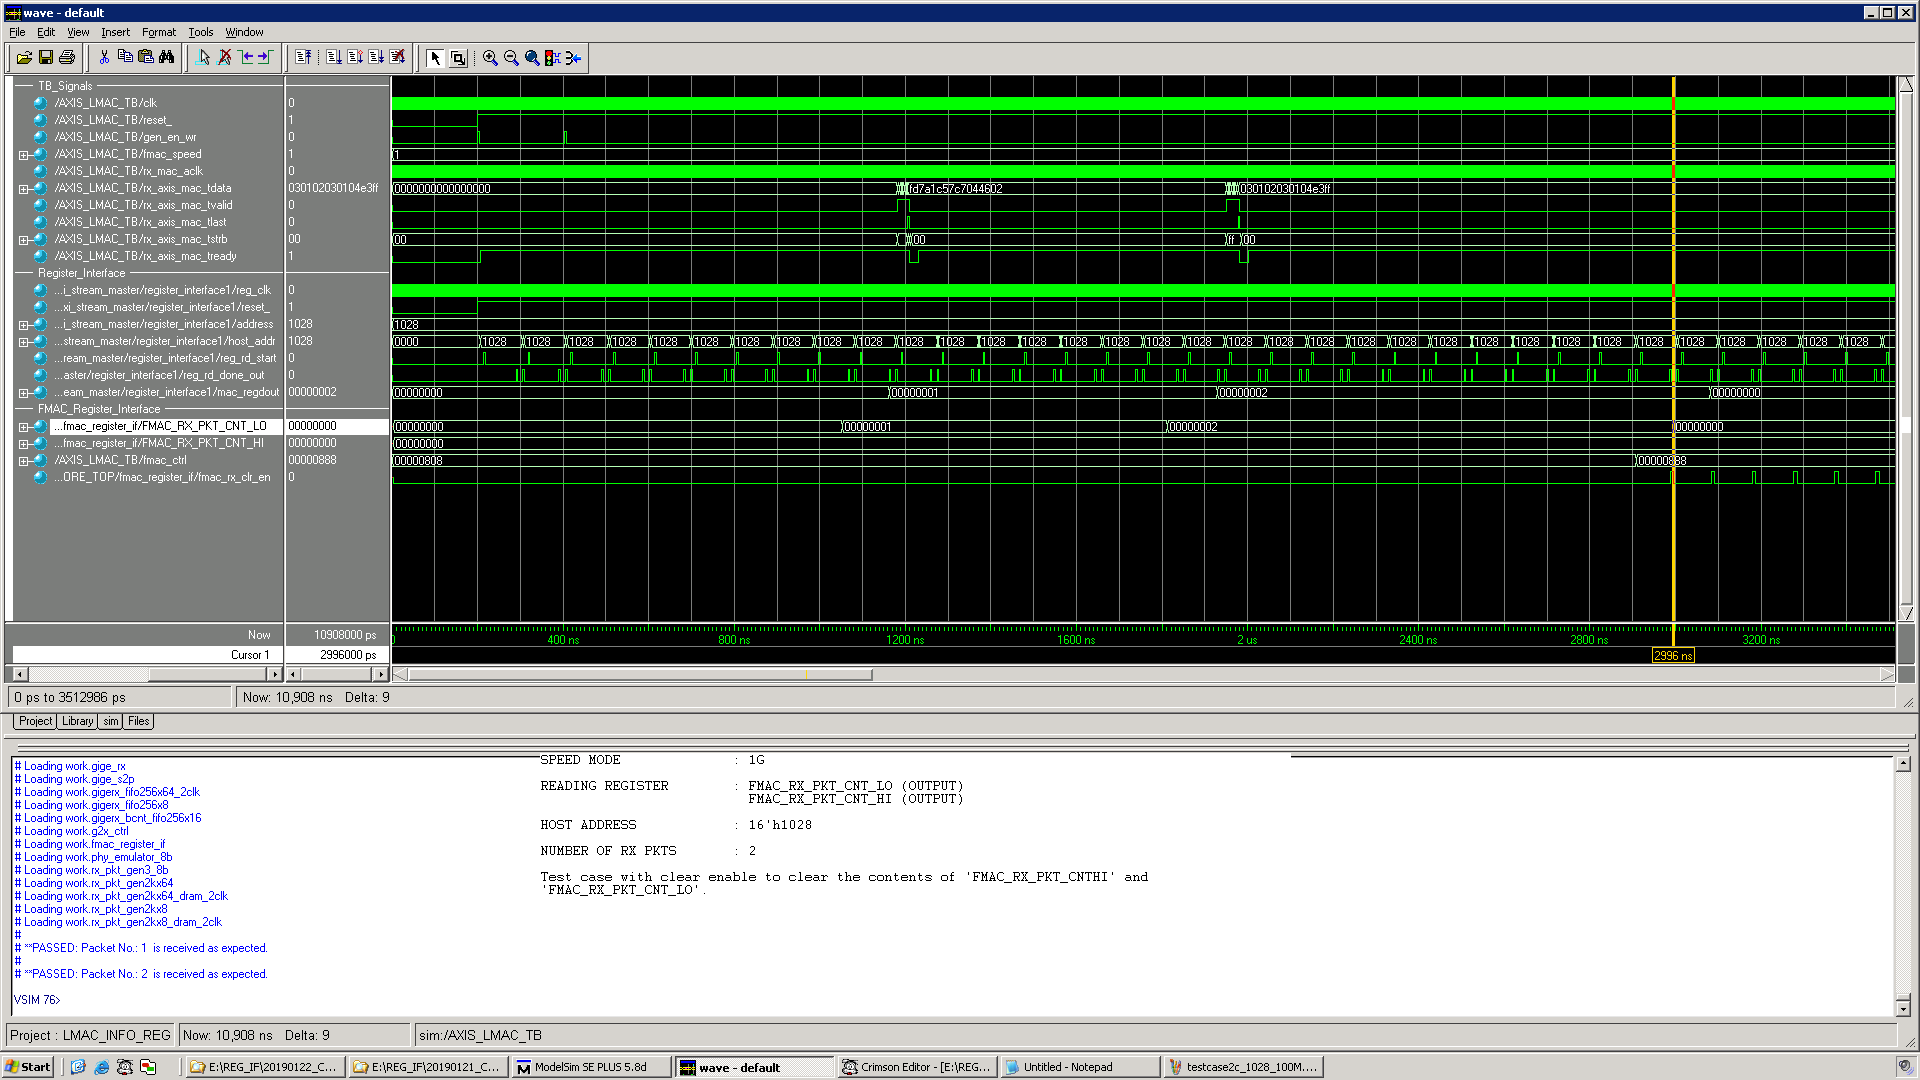 wave - default
File Edit View Insert Format Tools Window
TB_Signals
/AXIS_LMAC_TB/clk 0
/AXIS_LMAC_TB/reset_ 1
/AXIS_LMAC_TB/gen_en_wr 0
/AXIS_LMAC_TB/fmac_speed 1 1
/AXIS_LMAC_TB/rx_mac_aclk 0
/AXIS_LMAC_TB/rx_axis_mac_tdata 030102030104e3ff 0000000000000000 fd7a1c57c7044602 030102030104e3ff
/AXIS_LMAC_TB/rx_axis_mac_tvalid 0
/AXIS_LMAC_TB/rx_axis_mac_tlast 0
/AXIS_LMAC_TB/rx_axis_mac_tstrb 00 00 00 ff 00
/AXIS_LMAC_TB/rx_axis_mac_tready 1
Register_Interface
...i_stream_master/register_interface1/reg_clk 0
...xi_stream_master/register_interface1/reset_ 1
...i_stream_master/register_interface1/address 1028 1028
...stream_master/register_interface1/host_addr 1028 0000 1028 1028 1028 1028 1028 1028 1028 1028 1028 1028 1028 1028 1028 1028 1028 1028 1028 1028 1028 1028 1028 1028 1028 1028 1028 1028 1028 1028 1028 1028 1028 1028 1028 1028
...ream_master/register_interface1/reg_rd_start 0
...aster/register_interface1/reg_rd_done_out 0
...eam_master/register_interface1/mac_regdout 00000002 00000000 00000001 00000002 00000000
FMAC_Register_Interface
...fmac_register_if/FMAC_RX_PKT_CNT_LO 00000000 00000000 00000001 00000002 00000000
...fmac_register_if/FMAC_RX_PKT_CNT_HI 00000000 00000000
/AXIS_LMAC_TB/fmac_ctrl 00000888 00000808 00000888
...ORE_TOP/fmac_register_if/fmac_rx_clr_en 0
Now 10908000 ps 0 400 ns 800 ns 1200 ns 1600 ns 2 us 2400 ns 2800 ns 3200 ns
Cursor 1 2996000 ps 2996 ns
0 ps to 3512986 ps Now: 10,908 ns Delta: 9
Project Library sim Files
# Loading work.gige_rx
# Loading work.gige_s2p
# Loading work.gigerx_fifo256x64_2clk
# Loading work.gigerx_fifo256x8
# Loading work.gigerx_bcnt_fifo256x16
# Loading work.g2x_ctrl
# Loading work.fmac_register_if
# Loading work.phy_emulator_8b
# Loading work.rx_pkt_gen3_8b
# Loading work.rx_pkt_gen2kx64
# Loading work.rx_pkt_gen2kx64_dram_2clk
# Loading work.rx_pkt_gen2kx8
# Loading work.rx_pkt_gen2kx8_dram_2clk
#
# **PASSED: Packet No.: 1 is received as expected.
#
# **PASSED: Packet No.: 2 is received as expected.
VSIM 76>
SPEED MODE : 1G
READING REGISTER : FMAC_RX_PKT_CNT_LO (OUTPUT)
FMAC_RX_PKT_CNT_HI (OUTPUT)
HOST ADDRESS : 16'h1028
NUMBER OF RX PKTS : 2
Test case with clear enable to clear the contents of 'FMAC_RX_PKT_CNTHI' and
'FMAC_RX_PKT_CNT_LO'.
Project : LMAC_INFO_REG Now: 10,908 ns Delta: 9 sim:/AXIS_LMAC_TB
Start E:\REG_IF\20190122_C... E:\REG_IF\20190121_C... ModelSim SE PLUS 5.8d wave - default Crimson Editor - [E:\REG... Untitled - Notepad testcase2c_1028_100M....